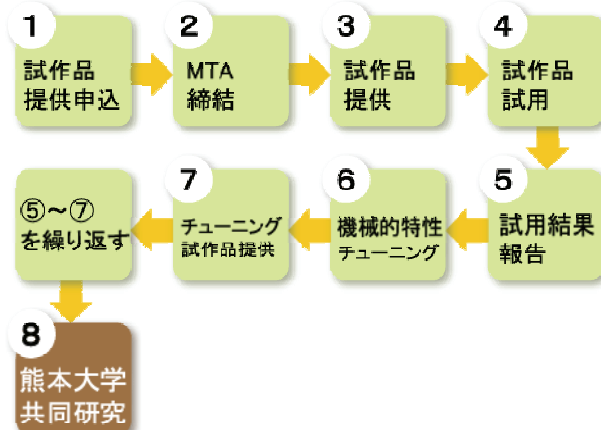 1
試作品
提供申込
2
MTA
締結
3
試作品
提供
4
試作品
試用
5
試用結果
報告
6
機械的特性
チューニング
7
チューニング
試作品提供
⑤～⑦
を繰り返す
8
熊本大学
共同研究